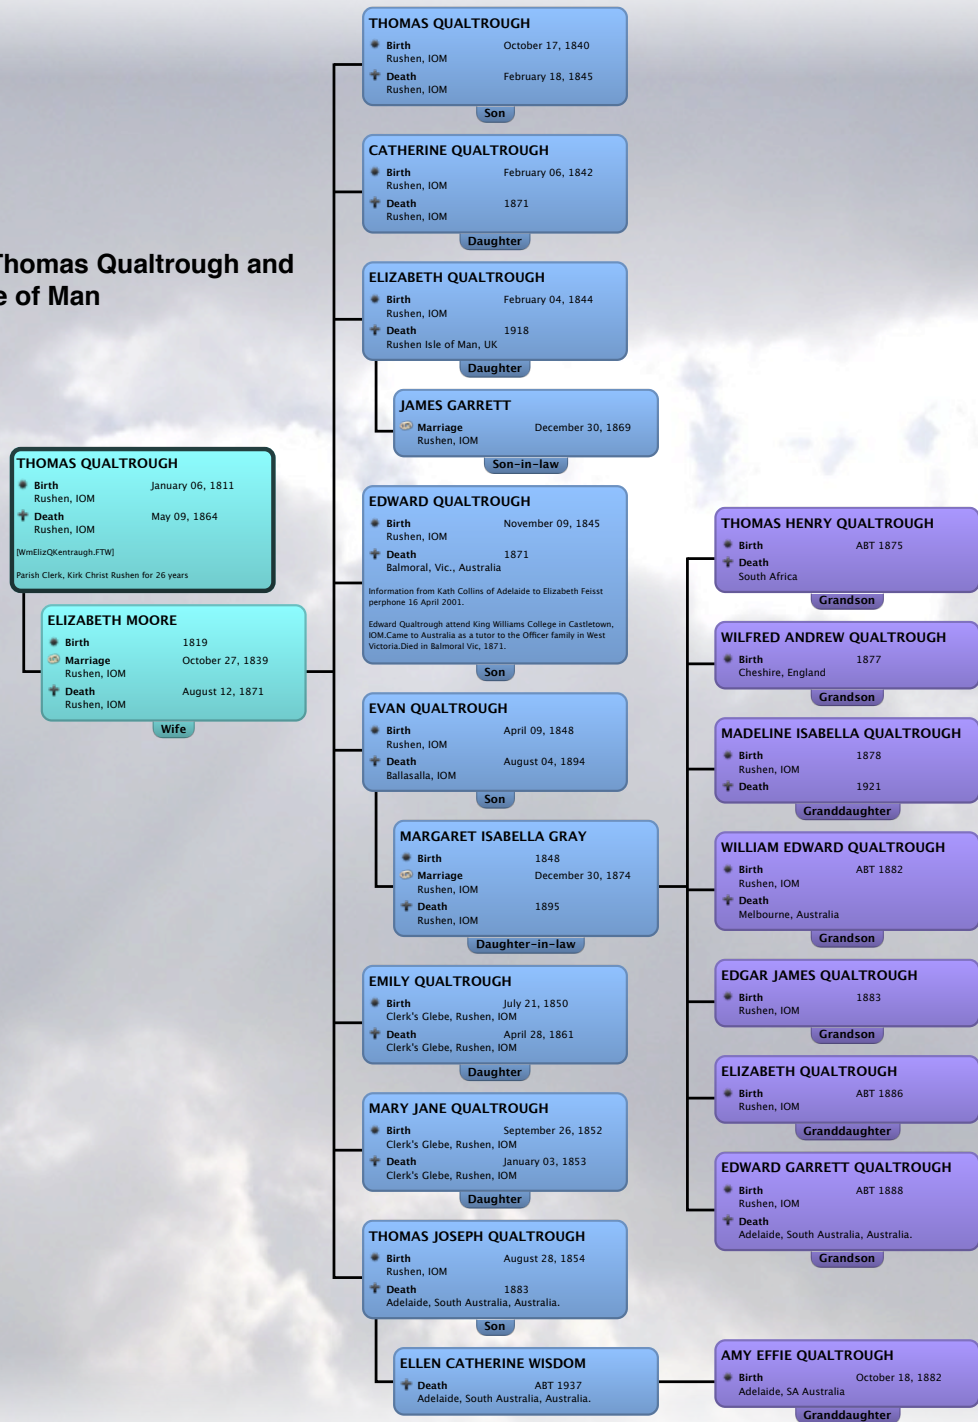 Thomas Qualtrough and
e of Man
THOMAS QUALTROUGH
Birth January 06, 1811
Rushen, IOM
Death May 09, 1864
Rushen, IOM
[WmElizQKentraugh.FTW]
Parish Clerk, Kirk Christ Rushen for 26 years
ELIZABETH MOORE
Birth 1819
Marriage October 27, 1839
Rushen, IOM
Death August 12, 1871
Rushen, IOM
Wife
THOMAS QUALTROUGH
Birth October 17, 1840
Rushen, IOM
Death February 18, 1845
Rushen, IOM
Son
CATHERINE QUALTROUGH
Birth February 06, 1842
Rushen, IOM
Death 1871
Rushen, IOM
Daughter
ELIZABETH QUALTROUGH
Birth February 04, 1844
Rushen, IOM
Death 1918
Rushen Isle of Man, UK
Daughter
JAMES GARRETT
Marriage December 30, 1869
Rushen, IOM
Son-in-law
EDWARD QUALTROUGH
Birth November 09, 1845
Rushen, IOM
Death 1871
Balmoral, Vic., Australia
Information from Kath Collins of Adelaide to Elizabeth Feisst
perphone 16 April 2001.
Edward Qualtrough attend King Williams College in Castletown,
IOM.Came to Australia as a tutor to the Officer family in West
Victoria.Died in Balmoral Vic, 1871.
Son
EVAN QUALTROUGH
Birth April 09, 1848
Rushen, IOM
Death August 04, 1894
Ballasalla, IOM
Son
MARGARET ISABELLA GRAY
Birth 1848
Marriage December 30, 1874
Rushen, IOM
Death 1895
Rushen, IOM
Daughter-in-law
EMILY QUALTROUGH
Birth July 21, 1850
Clerk's Glebe, Rushen, IOM
Death April 28, 1861
Clerk's Glebe, Rushen, IOM
Daughter
MARY JANE QUALTROUGH
Birth September 26, 1852
Clerk's Glebe, Rushen, IOM
Death January 03, 1853
Clerk's Glebe, Rushen, IOM
Daughter
THOMAS JOSEPH QUALTROUGH
Birth August 28, 1854
Rushen, IOM
Death 1883
Adelaide, South Australia, Australia.
Son
ELLEN CATHERINE WISDOM
Death ABT 1937
Adelaide, South Australia, Australia.
THOMAS HENRY QUALTROUGH
Birth ABT 1875
Death
South Africa
Grandson
WILFRED ANDREW QUALTROUGH
Birth 1877
Cheshire, England
Grandson
MADELINE ISABELLA QUALTROUGH
Birth 1878
Rushen, IOM
Death 1921
Granddaughter
WILLIAM EDWARD QUALTROUGH
Birth ABT 1882
Rushen, IOM
Death
Melbourne, Australia
Grandson
EDGAR JAMES QUALTROUGH
Birth 1883
Rushen, IOM
Grandson
ELIZABETH QUALTROUGH
Birth ABT 1886
Rushen, IOM
Granddaughter
EDWARD GARRETT QUALTROUGH
Birth ABT 1888
Rushen, IOM
Death
Adelaide, South Australia, Australia.
Grandson
AMY EFFIE QUALTROUGH
Birth October 18, 1882
Adelaide, SA Australia
Granddaughter